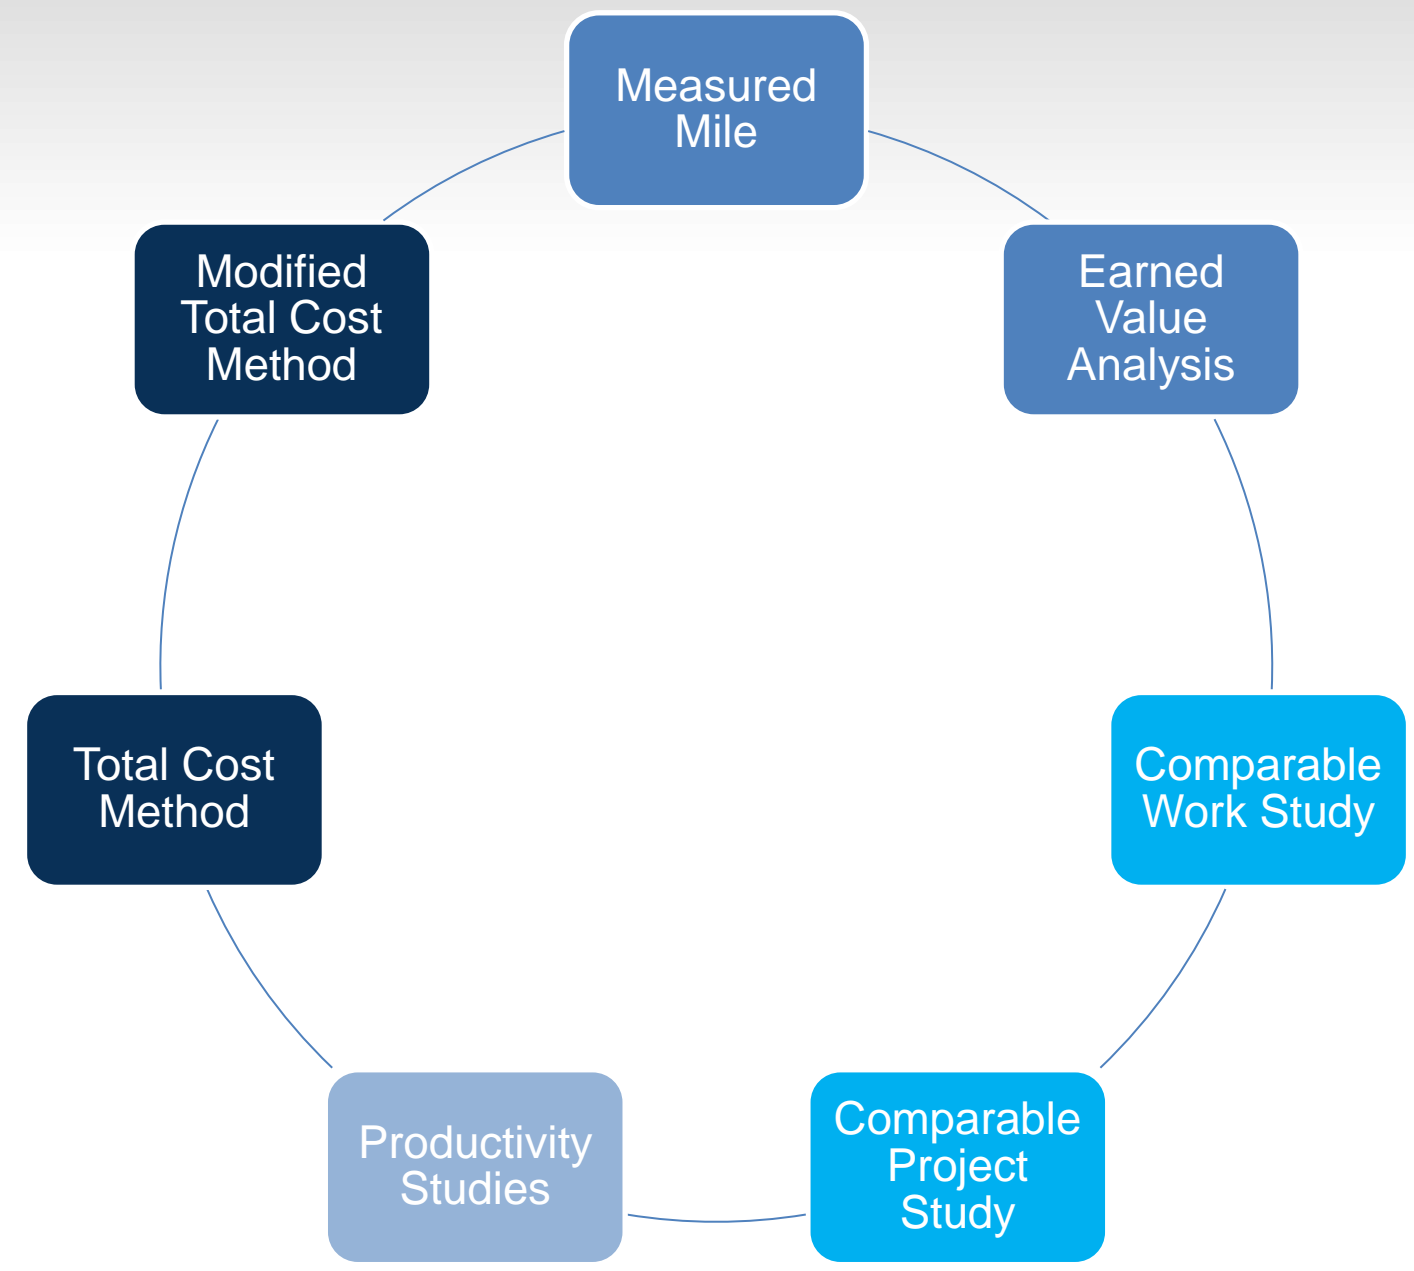 Measured
Mile
Earned
Value
Analysis
Comparable
Work Study
Comparable
Project
Study
Productivity
Studies
Total Cost
Method
Modified
Total Cost
Method